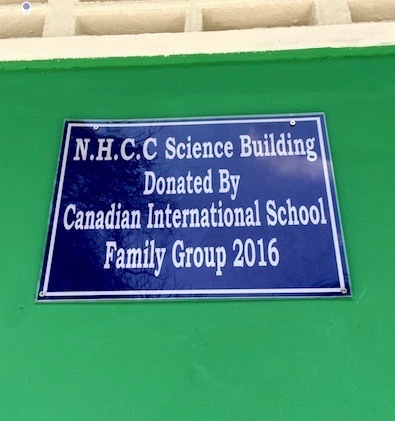 N.H.C.C Science Building
Donated By
Canadian International School
Family Group 2016